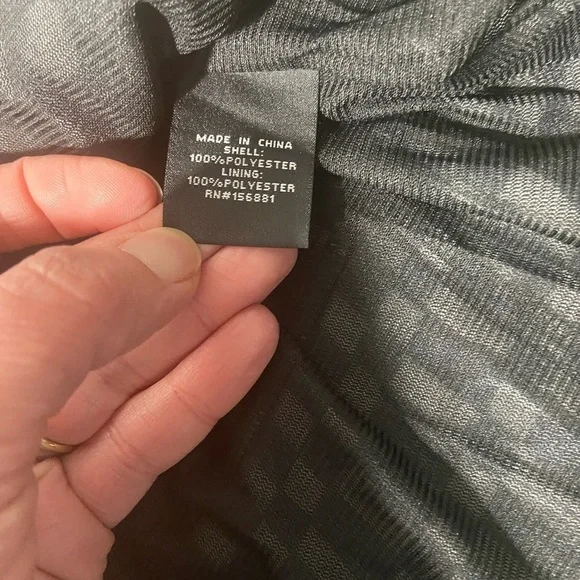 MADE IN CHINA
SHELL:
100%POLYESTER
LINING:
100%POLYESTER
RN#156881